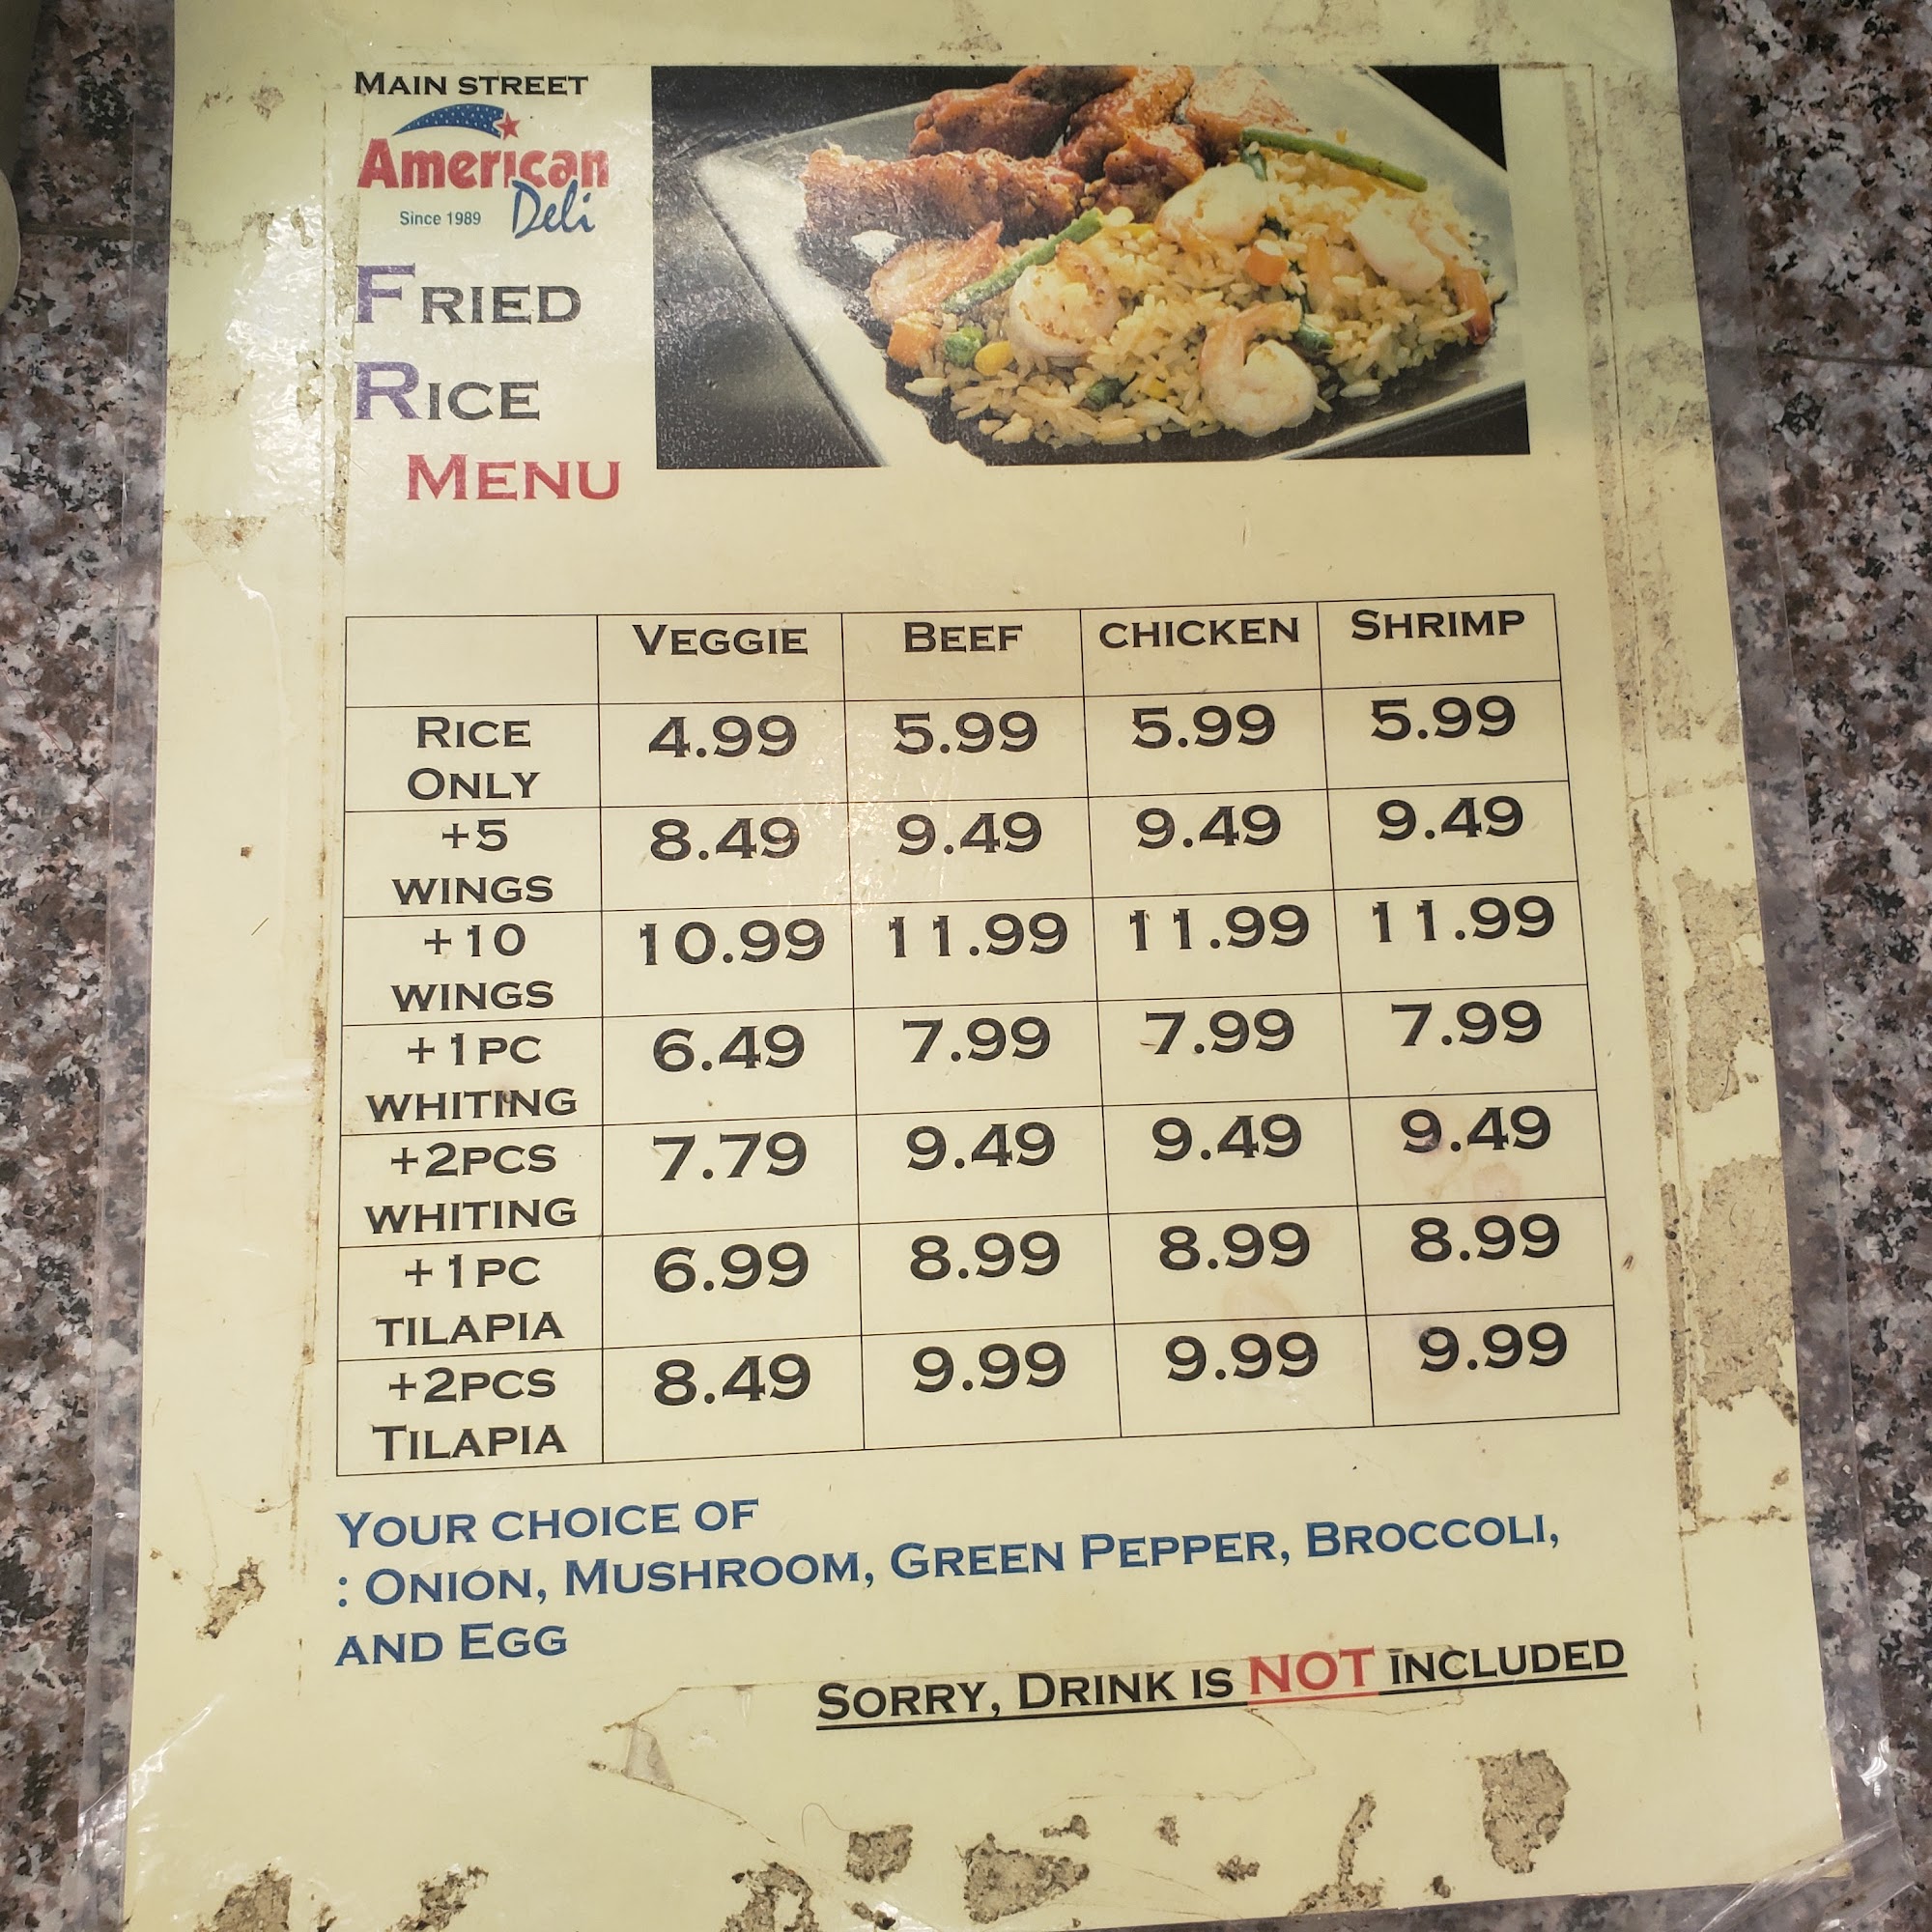 MAIN STREET
American
Deli
Since 1989
FRIED
RICE
MENU
VEGGIE BEEF CHICKEN SHRIMP
RICE ONLY 4.99 5.99 5.99 5.99
+5 WINGS 8.49 9.49 9.49 9.49
+10 WINGS 10.99 11.99 11.99 11.99
+1PC WHITING 6.49 7.99 7.99 7.99
+2PCS WHITING 7.79 9.49 9.49 9.49
+1PC TILAPIA 6.99 8.99 8.99 8.99
+2PCS TILAPIA 8.49 9.99 9.99 9.99
YOUR CHOICE OF
: ONION, MUSHROOM, GREEN PEPPER, BROCCOLI,
AND EGG
SORRY, DRINK IS NOT INCLUDED